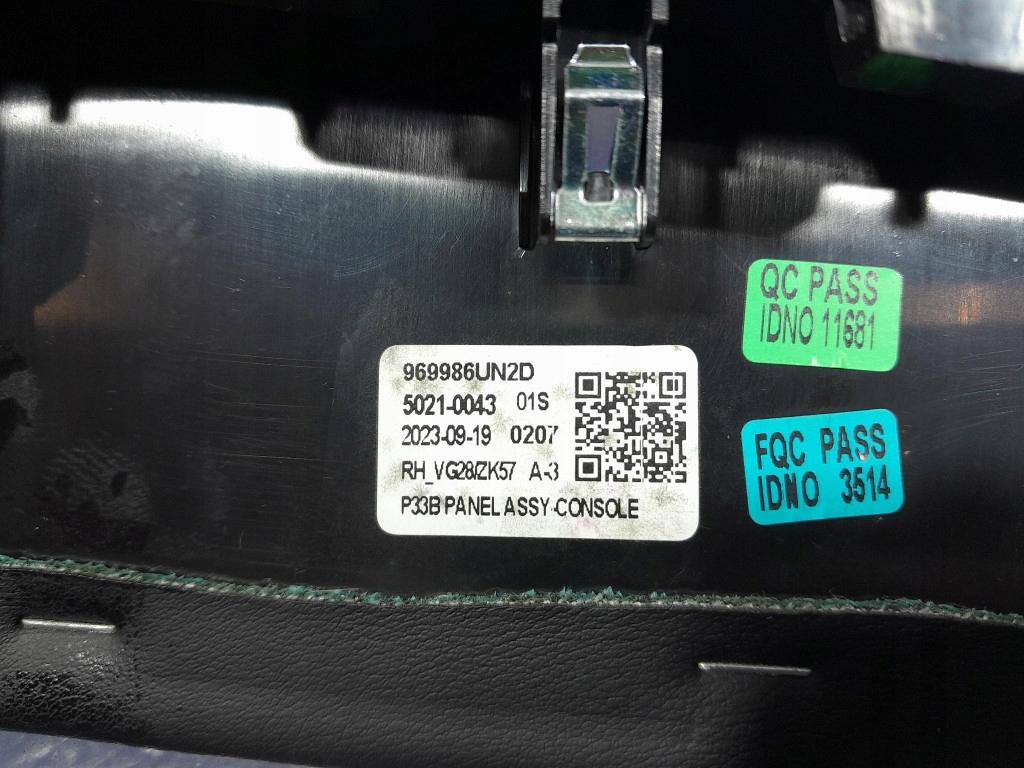 969986UN2D
5021-0043 01S
2023-09-19 0207
RH_VG28/ZK57 A-3
P33B PANEL ASSY-CONSOLE
QC PASS
IDNO 11681
FQC PASS
IDNO 3514